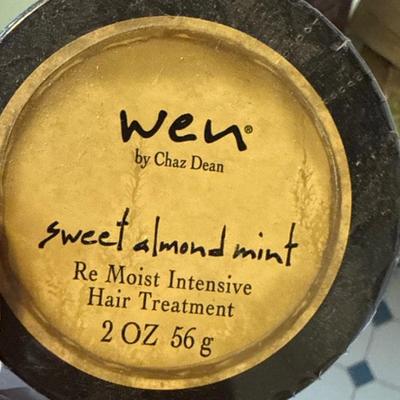 wen®
by Chaz Dean
sweet almond mint
Re Moist Intensive
Hair Treatment
2 OZ 56 g